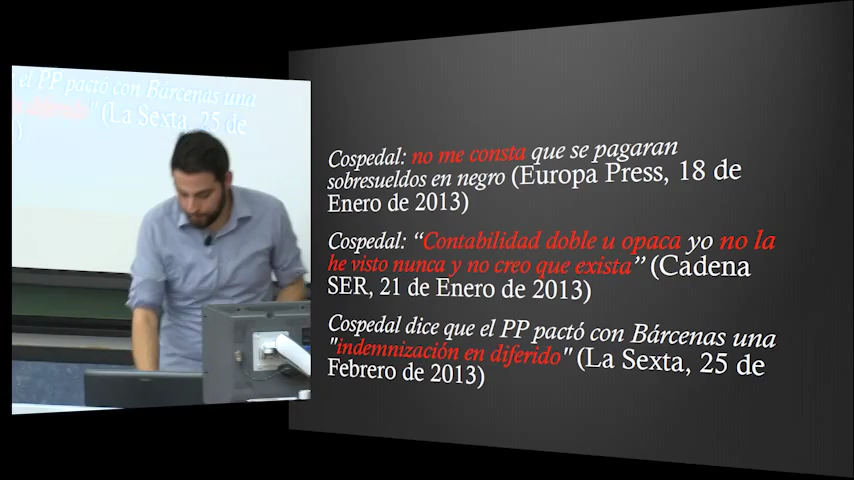 el PP pactó con Bárcenas una
diferido" (La Sexta, 25 de
)
Cospedal: no me consta que se pagaran
sobresueldos en negro (Europa Press, 18 de
Enero de 2013)
Cospedal: “Contabilidad doble u opaca yo no la
he visto nunca y no creo que exista” (Cadena
SER, 21 de Enero de 2013)
Cospedal dice que el PP pactó con Bárcenas una
"indemnización en diferido" (La Sexta, 25 de
Febrero de 2013)